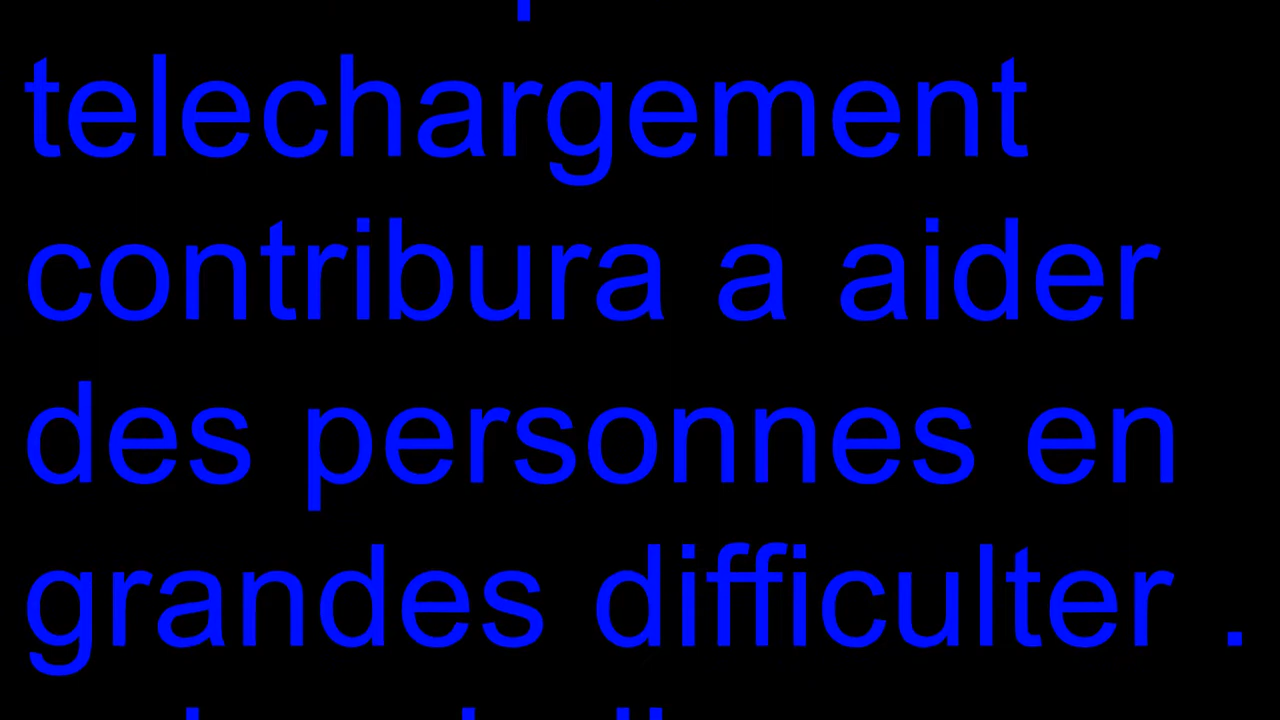 telechargement
contribura a aider
des personnes en
grandes difficulter .